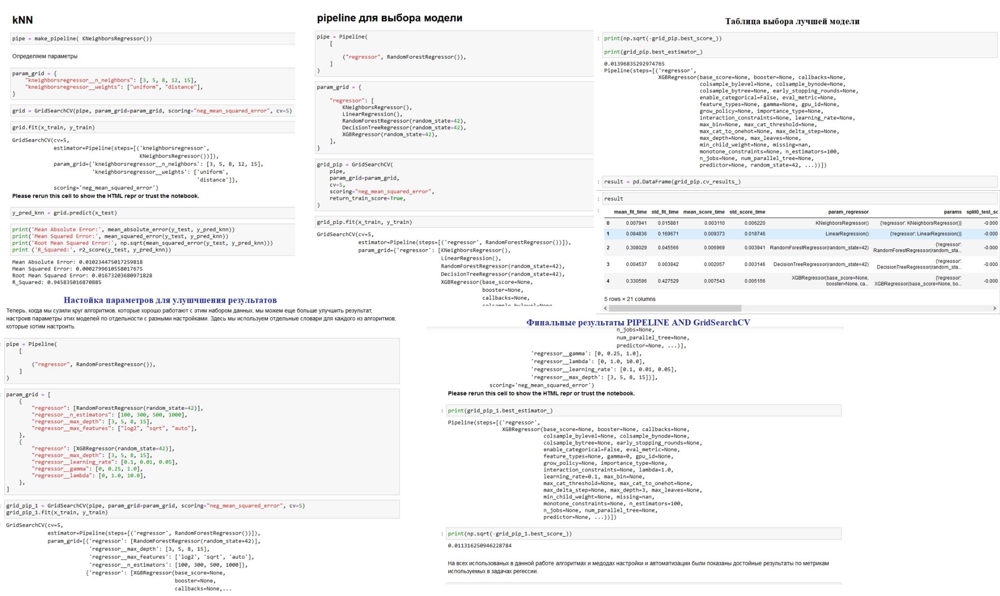 kNN
pipe = make_pipeline( KNeighborsRegressor())
Определяем параметры
param_grid = {
    "kneighborsregressor__n_neighbors": [3, 5, 8, 12, 15],
    "kneighborsregressor__weights": ["uniform", "distance"],
}
grid = GridSearchCV(pipe, param_grid=param_grid, scoring="neg_mean_squared_error", cv=5)
grid.fit(x_train, y_train)
GridSearchCV(cv=5,
             estimator=Pipeline(steps=[('kneighborsregressor',
                                        KNeighborsRegressor())]),
             param_grid={'kneighborsregressor__n_neighbors': [3, 5, 8, 12, 15],
                         'kneighborsregressor__weights': ['uniform',
                                                          'distance']},
             scoring='neg_mean_squared_error')
Please rerun this cell to show the HTML repr or trust the notebook.
y_pred_knn = grid.predict(x_test)
print('Mean Absolute Error:', mean_absolute_error(y_test, y_pred_knn))
print('Mean Squared Error:', mean_squared_error(y_test, y_pred_knn))
print('Root Mean Squared Error:', np.sqrt(mean_squared_error(y_test, y_pred_knn)))
print ('R_Squared:', r2_score(y_test, y_pred_knn))
Mean Absolute Error: 0.010234475017259818
Mean Squared Error: 0.0002799610558017675
Root Mean Squared Error: 0.01673203680971828
R_Squared: 0.945835016870885
pipeline для выбора модели
pipe = Pipeline(
    [
        ("regressor", RandomForestRegressor()),
    ]
)
param_grid = {
    "regressor": [
        KNeighborsRegressor(),
        LinearRegression(),
        RandomForestRegressor(random_state=42),
        DecisionTreeRegressor(random_state=42),
        XGBRegressor(random_state=42),
    ],
}
grid_pip = GridSearchCV(
    pipe,
    param_grid=param_grid,
    cv=5,
    scoring="neg_mean_squared_error",
    return_train_score=True,
)
grid_pip.fit(x_train, y_train)
GridSearchCV(cv=5,
             estimator=Pipeline(steps=[('regressor', RandomForestRegressor())]),
             param_grid={'regressor': [KNeighborsRegressor(),
                                       LinearRegression(),
                                       RandomForestRegressor(random_state=42),
                                       DecisionTreeRegressor(random_state=42),
                                       XGBRegressor(base_score=None,
                                                    booster=None,
                                                    callbacks=None,
                                                    colsample_bylevel=None
Таблица выбора лучшей модели
: print(np.sqrt(-grid_pip.best_score_))
print(grid_pip.best_estimator_)
0.01396835292974765
Pipeline(steps=[('regressor',
                 XGBRegressor(base_score=None, booster=None, callbacks=None,
                              colsample_bylevel=None, colsample_bynode=None,
                              colsample_bytree=None, early_stopping_rounds=None,
                              enable_categorical=False, eval_metric=None,
                              feature_types=None, gamma=None, gpu_id=None,
                              grow_policy=None, importance_type=None,
                              interaction_constraints=None, learning_rate=None,
                              max_bin=None, max_cat_threshold=None,
                              max_cat_to_onehot=None, max_delta_step=None,
                              max_depth=None, max_leaves=None,
                              min_child_weight=None, missing=nan,
                              monotone_constraints=None, n_estimators=100,
                              n_jobs=None, num_parallel_tree=None,
                              predictor=None, random_state=42, ...))])
: result = pd.DataFrame(grid_pip.cv_results_)
: result
: mean_fit_time std_fit_time mean_score_time std_score_time param_regressor params split0_test_sc
0 0.007941 0.015881 0.003110 0.006220 KNeighborsRegressor() {'regressor': KNeighborsRegressor()} -0.000
1 0.084836 0.169671 0.009373 0.018746 LinearRegression() {'regressor': LinearRegression()} -0.000
2 0.308029 0.045566 0.006969 0.003941 RandomForestRegressor(random_state=42) {'regressor': RandomForestRegressor(random_sta... -0.000
3 0.004537 0.003942 0.002057 0.003146 DecisionTreeRegressor(random_state=42) {'regressor': DecisionTreeRegressor(random_sta... -0.000
4 0.330596 0.427529 0.007543 0.005156 XGBRegressor(base_score=None, booster=None, ca... {'regressor': XGBRegressor(base_score=None, bo... -0.000
5 rows × 21 columns
Настойка параметров для улушчшения результатов
Теперь, когда мы сузили круг алгоритмов, которые хорошо работают с этим набором данных, мы можем еще больше улучшить результат,
настроив параметры этих моделей по отдельности с разными настройками. Здесь мы используем отдельные словари для каждого из алгоритмов,
которые хотим настроить.
: pipe = Pipeline(
    [
        ("regressor", RandomForestRegressor()),
    ]
)
: param_grid = [
    {
        "regressor": [RandomForestRegressor(random_state=42)],
        "regressor__n_estimators": [100, 300, 500, 1000],
        "regressor__max_depth": [3, 5, 8, 15],
        "regressor__max_features": ["log2", "sqrt", "auto"],
    },
    {
        "regressor": [XGBRegressor(random_state=42)],
        "regressor__max_depth": [3, 5, 8, 15],
        "regressor__learning_rate": [0.1, 0.01, 0.05],
        "regressor__gamma": [0, 0.25, 1.0],
        "regressor__lambda": [0, 1.0, 10.0],
    },
]
: grid_pip_1 = GridSearchCV(pipe, param_grid=param_grid, scoring="neg_mean_squared_error", cv=5)
grid_pip_1.fit(x_train, y_train)
: GridSearchCV(cv=5,
             estimator=Pipeline(steps=[('regressor', RandomForestRegressor())]),
             param_grid=[{'regressor': [RandomForestRegressor(random_state=42)],
                          'regressor__max_depth': [3, 5, 8, 15],
                          'regressor__max_features': ['log2', 'sqrt', 'auto'],
                          'regressor__n_estimators': [100, 300, 500, 1000]},
                         {'regressor': [XGBRegressor(base_score=None,
                                                     booster=None,
                                                     callbacks=None,...
Финальные результаты PIPELINE AND GridSearchCV
n_jobs=None,
num_parallel_tree=None,
predictor=None, ...)],
'regressor__gamma': [0, 0.25, 1.0],
'regressor__lambda': [0, 1.0, 10.0],
'regressor__learning_rate': [0.1, 0.01, 0.05],
'regressor__max_depth': [3, 5, 8, 15]}],
scoring='neg_mean_squared_error')
Please rerun this cell to show the HTML repr or trust the notebook.
: print(grid_pip_1.best_estimator_)
Pipeline(steps=[('regressor',
                 XGBRegressor(base_score=None, booster=None, callbacks=None,
                              colsample_bylevel=None, colsample_bynode=None,
                              colsample_bytree=None, early_stopping_rounds=None,
                              enable_categorical=False, eval_metric=None,
                              feature_types=None, gamma=0, gpu_id=None,
                              grow_policy=None, importance_type=None,
                              interaction_constraints=None, lambda=1.0,
                              learning_rate=0.1, max_bin=None,
                              max_cat_threshold=None, max_cat_to_onehot=None,
                              max_delta_step=None, max_depth=3, max_leaves=None,
                              min_child_weight=None, missing=nan,
                              monotone_constraints=None, n_estimators=100,
                              n_jobs=None, num_parallel_tree=None,
                              predictor=None, ...))])
: print(np.sqrt(-grid_pip_1.best_score_))
0.011316250946228784
На всех использованых в данной работе алгоритмах и медодах настройки и автоматизации были показаны достойные результаты по метрикам
используемых в задачах регессии.